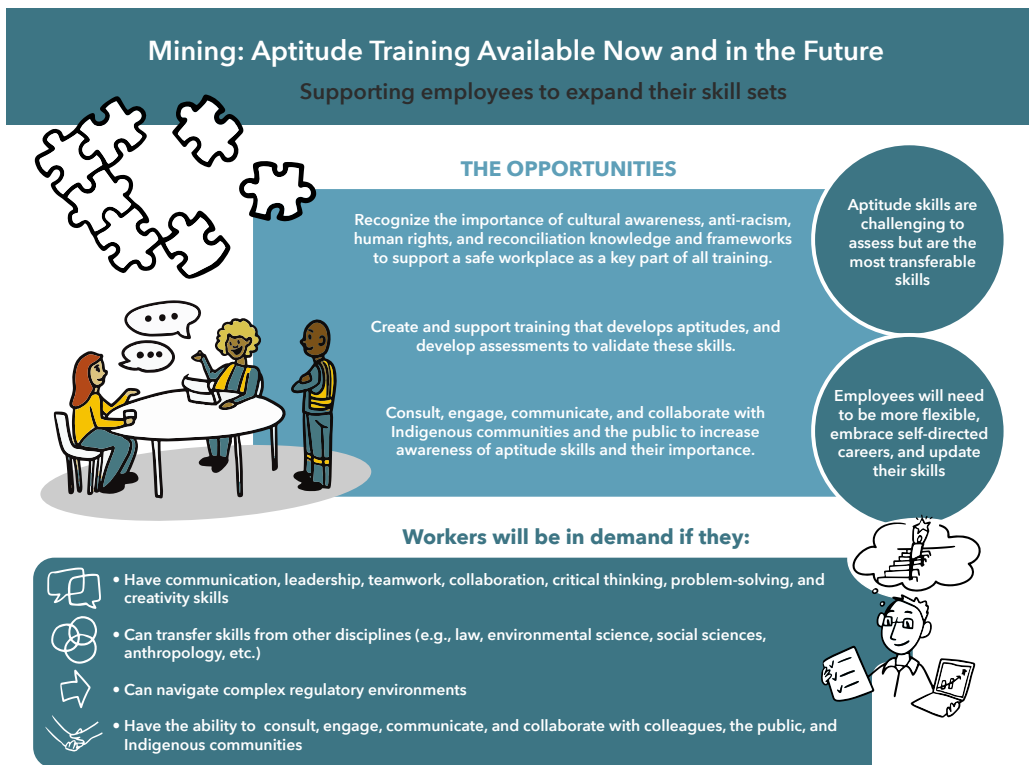 Mining: Aptitude Training Available Now and in the Future
Supporting employees to expand their skill sets
THE OPPORTUNITIES
Recognize the importance of cultural awareness, anti-racism,
human rights, and reconciliation knowledge and frameworks
to support a safe workplace as a key part of all training.
Create and support training that develops aptitudes, and
develop assessments to validate these skills.
Consult, engage, communicate, and collaborate with
Indigenous communities and the public to increase
awareness of aptitude skills and their importance.
Aptitude skills are
challenging to
assess but are the
most transferable
skills
Employees will need
to be more flexible,
embrace self-directed
careers, and update
their skills
Workers will be in demand if they:
• Have communication, leadership, teamwork, collaboration, critical thinking, problem-solving, and
creativity skills
• Can transfer skills from other disciplines (e.g., law, environmental science, social sciences,
anthropology, etc.)
• Can navigate complex regulatory environments
• Have the ability to consult, engage, communicate, and collaborate with colleagues, the public, and
Indigenous communities